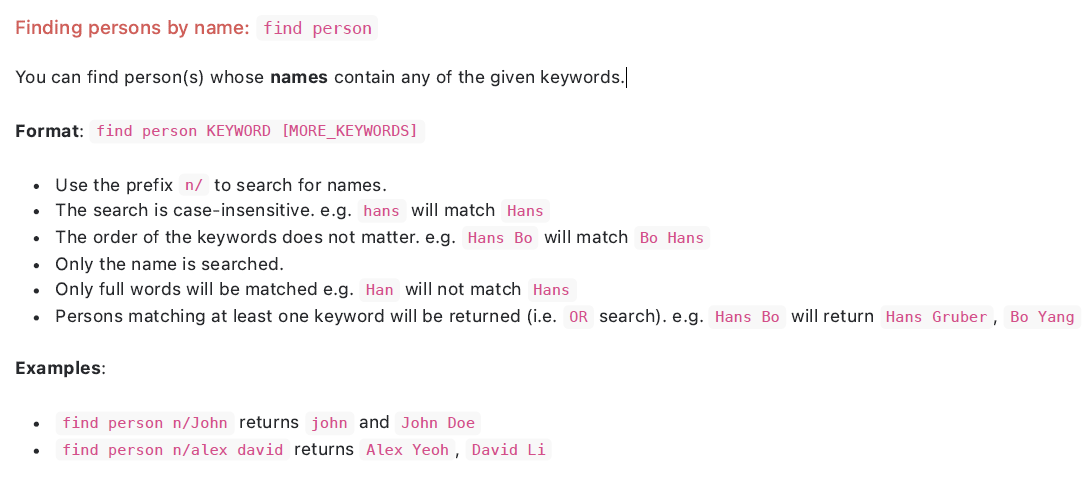 Finding persons by name: find person
You can find person(s) whose names contain any of the given keywords.
Format: find person KEYWORD [MORE_KEYWORDS]
• Use the prefix n/ to search for names.
• The search is case-insensitive. e.g. hans will match Hans
• The order of the keywords does not matter. e.g. Hans Bo will match Bo Hans
• Only the name is searched.
• Only full words will be matched e.g. Han will not match Hans
• Persons matching at least one keyword will be returned (i.e. OR search). e.g. Hans Bo will return Hans Gruber, Bo Yang
Examples:
• find person n/John returns john and John Doe
• find person n/alex david returns Alex Yeoh, David Li